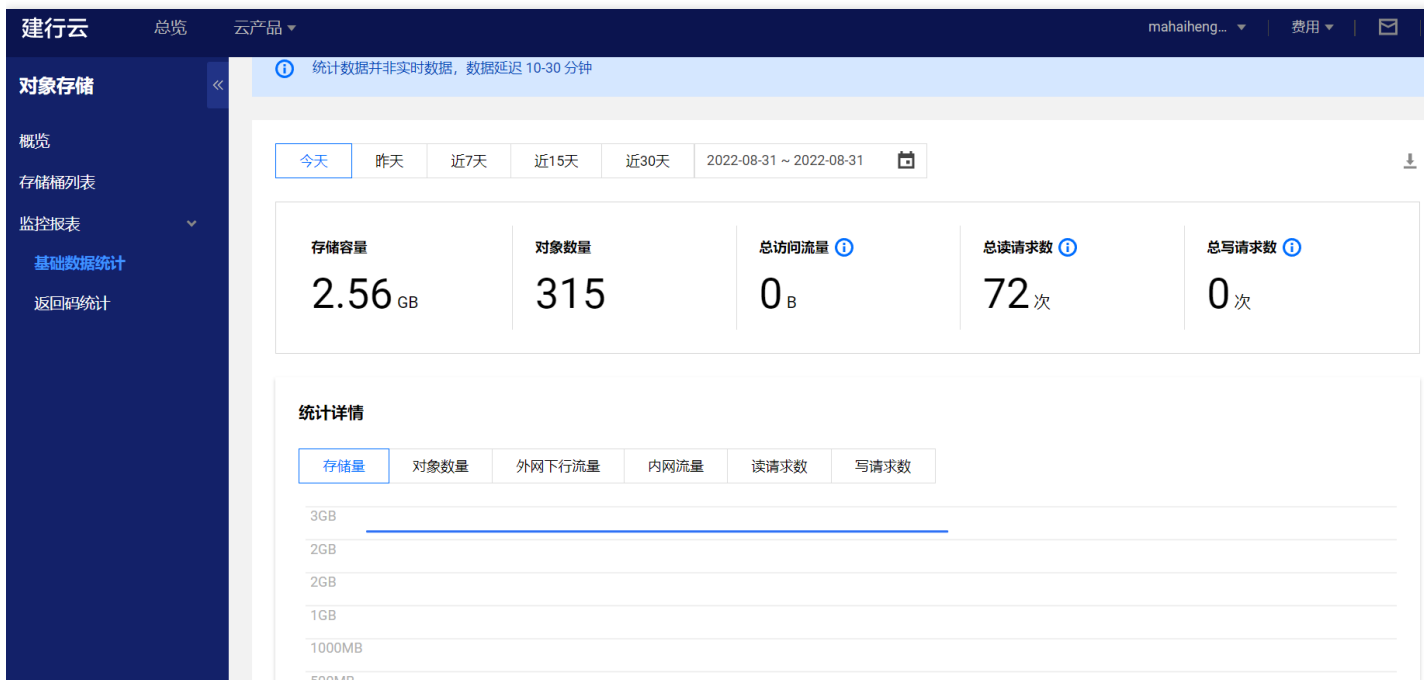 建行云 总览 云产品 mahaiheng... 费用
对象存储
统计数据并非实时数据，数据延迟 10-30 分钟
概览
存储桶列表
监控报表
基础数据统计
返回码统计
今天 昨天 近7天 近15天 近30天 2022-08-31 ~ 2022-08-31
存储容量 对象数量 总访问流量 总读请求数 总写请求数
2.56 GB 315 0 B 72 次 0 次
统计详情
存储量 对象数量 外网下行流量 内网流量 读请求数 写请求数
3GB
2GB
2GB
1GB
1000MB
500MB